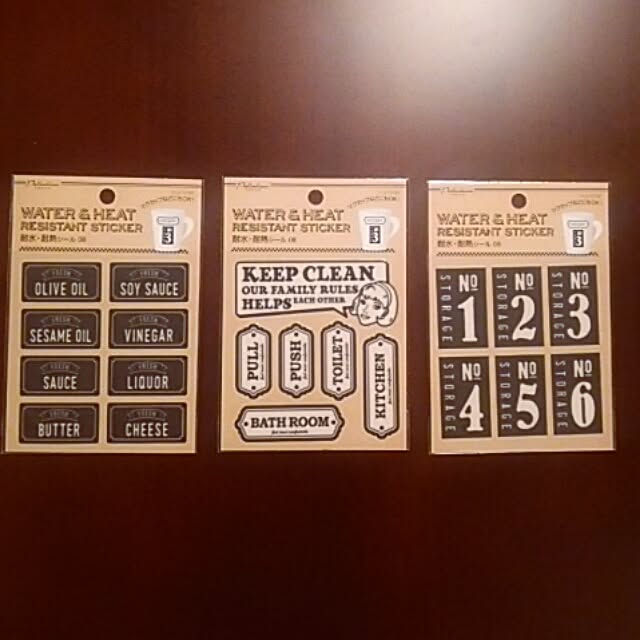 WATER & HEAT
RESISTANT STICKER
耐水・耐熱シール
FRESH
OLIVE OIL
FRESH
SOY SAUCE
FRESH
SESAME OIL
FRESH
VINEGAR
FRESH
SAUCE
FRESH
LIQUOR
FRESH
BUTTER
FRESH
CHEESE
WATER & HEAT
RESISTANT STICKER
耐水・耐熱シール
KEEP CLEAN
OUR FAMILY RULES
HELPS EACH OTHER
PULL
PUSH
TOILET
KITCHEN
BATH ROOM
WATER & HEAT
RESISTANT STICKER
耐水・耐熱シール
STORAGE
No
1
STORAGE
No
2
STORAGE
No
3
STORAGE
No
4
STORAGE
No
5
STORAGE
No
6